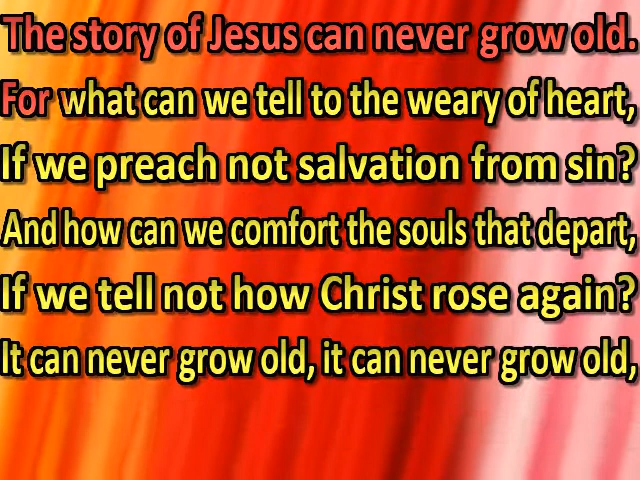 The story of Jesus can never grow old.
For what can we tell to the weary of heart,
If we preach not salvation from sin?
And how can we comfort the souls that depart,
If we tell not how Christ rose again?
It can never grow old, it can never grow old,